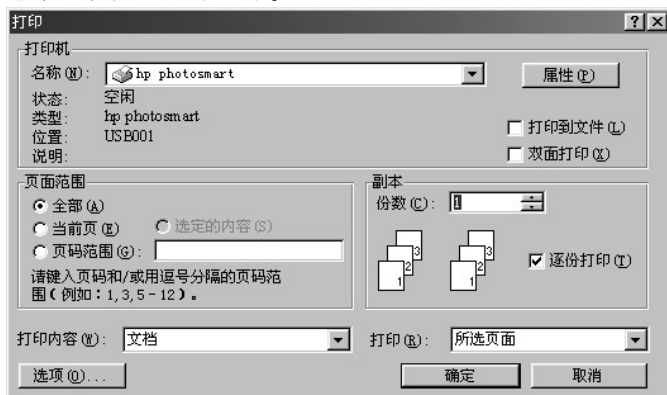 打印
打印机
名称(N): hp photosmart 属性(P)
状态: 空闲
类型: hp photosmart
位置: USB001
说明:
打印到文件(L)
双面打印(X)
页面范围
全部(A)
当前页(E) 选定的内容(S)
页码范围(G):
请键入页码和/或用逗号分隔的页码范
围(例如:1,3,5-12)。
副本
份数(C): 1
1 2 3 1 2 3
逐份打印(T)
打印内容(W): 文档
打印(R): 所选页面
选项(O)... 确定 取消